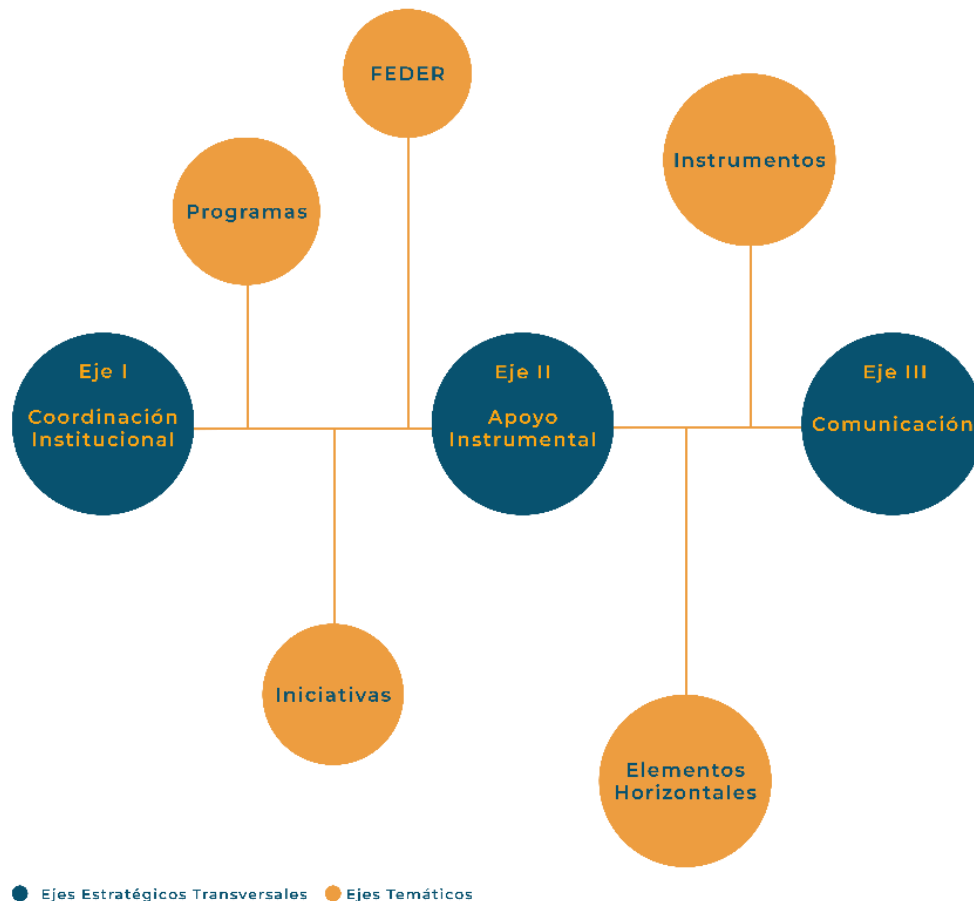 FEDER
Instrumentos
Programas
Eje I
Coordinación
Institucional
Eje II
Apoyo
Instrumental
Eje III
Comunicación
Iniciativas
Elementos
Horizontales
Ejes Estratégicos Transversales
Ejes Temáticos